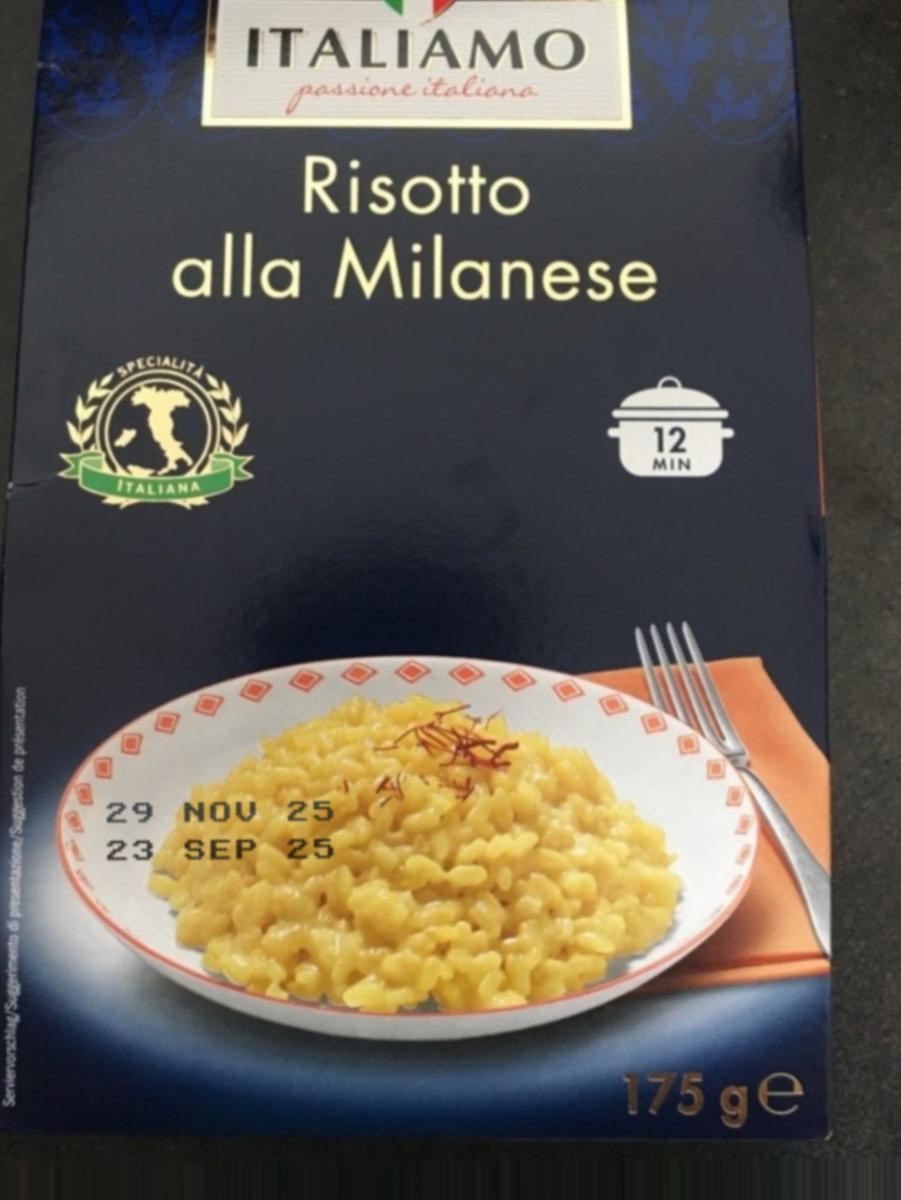 ITALIAMO
passione italiana
Risotto
alla Milanese
SPECIALITÀ
ITALIANA
12
MIN
29 NOV 25
23 SEP 25
Serviervorschlag/Suggerimento di presentazione/Suggestion de présentation
175 g e